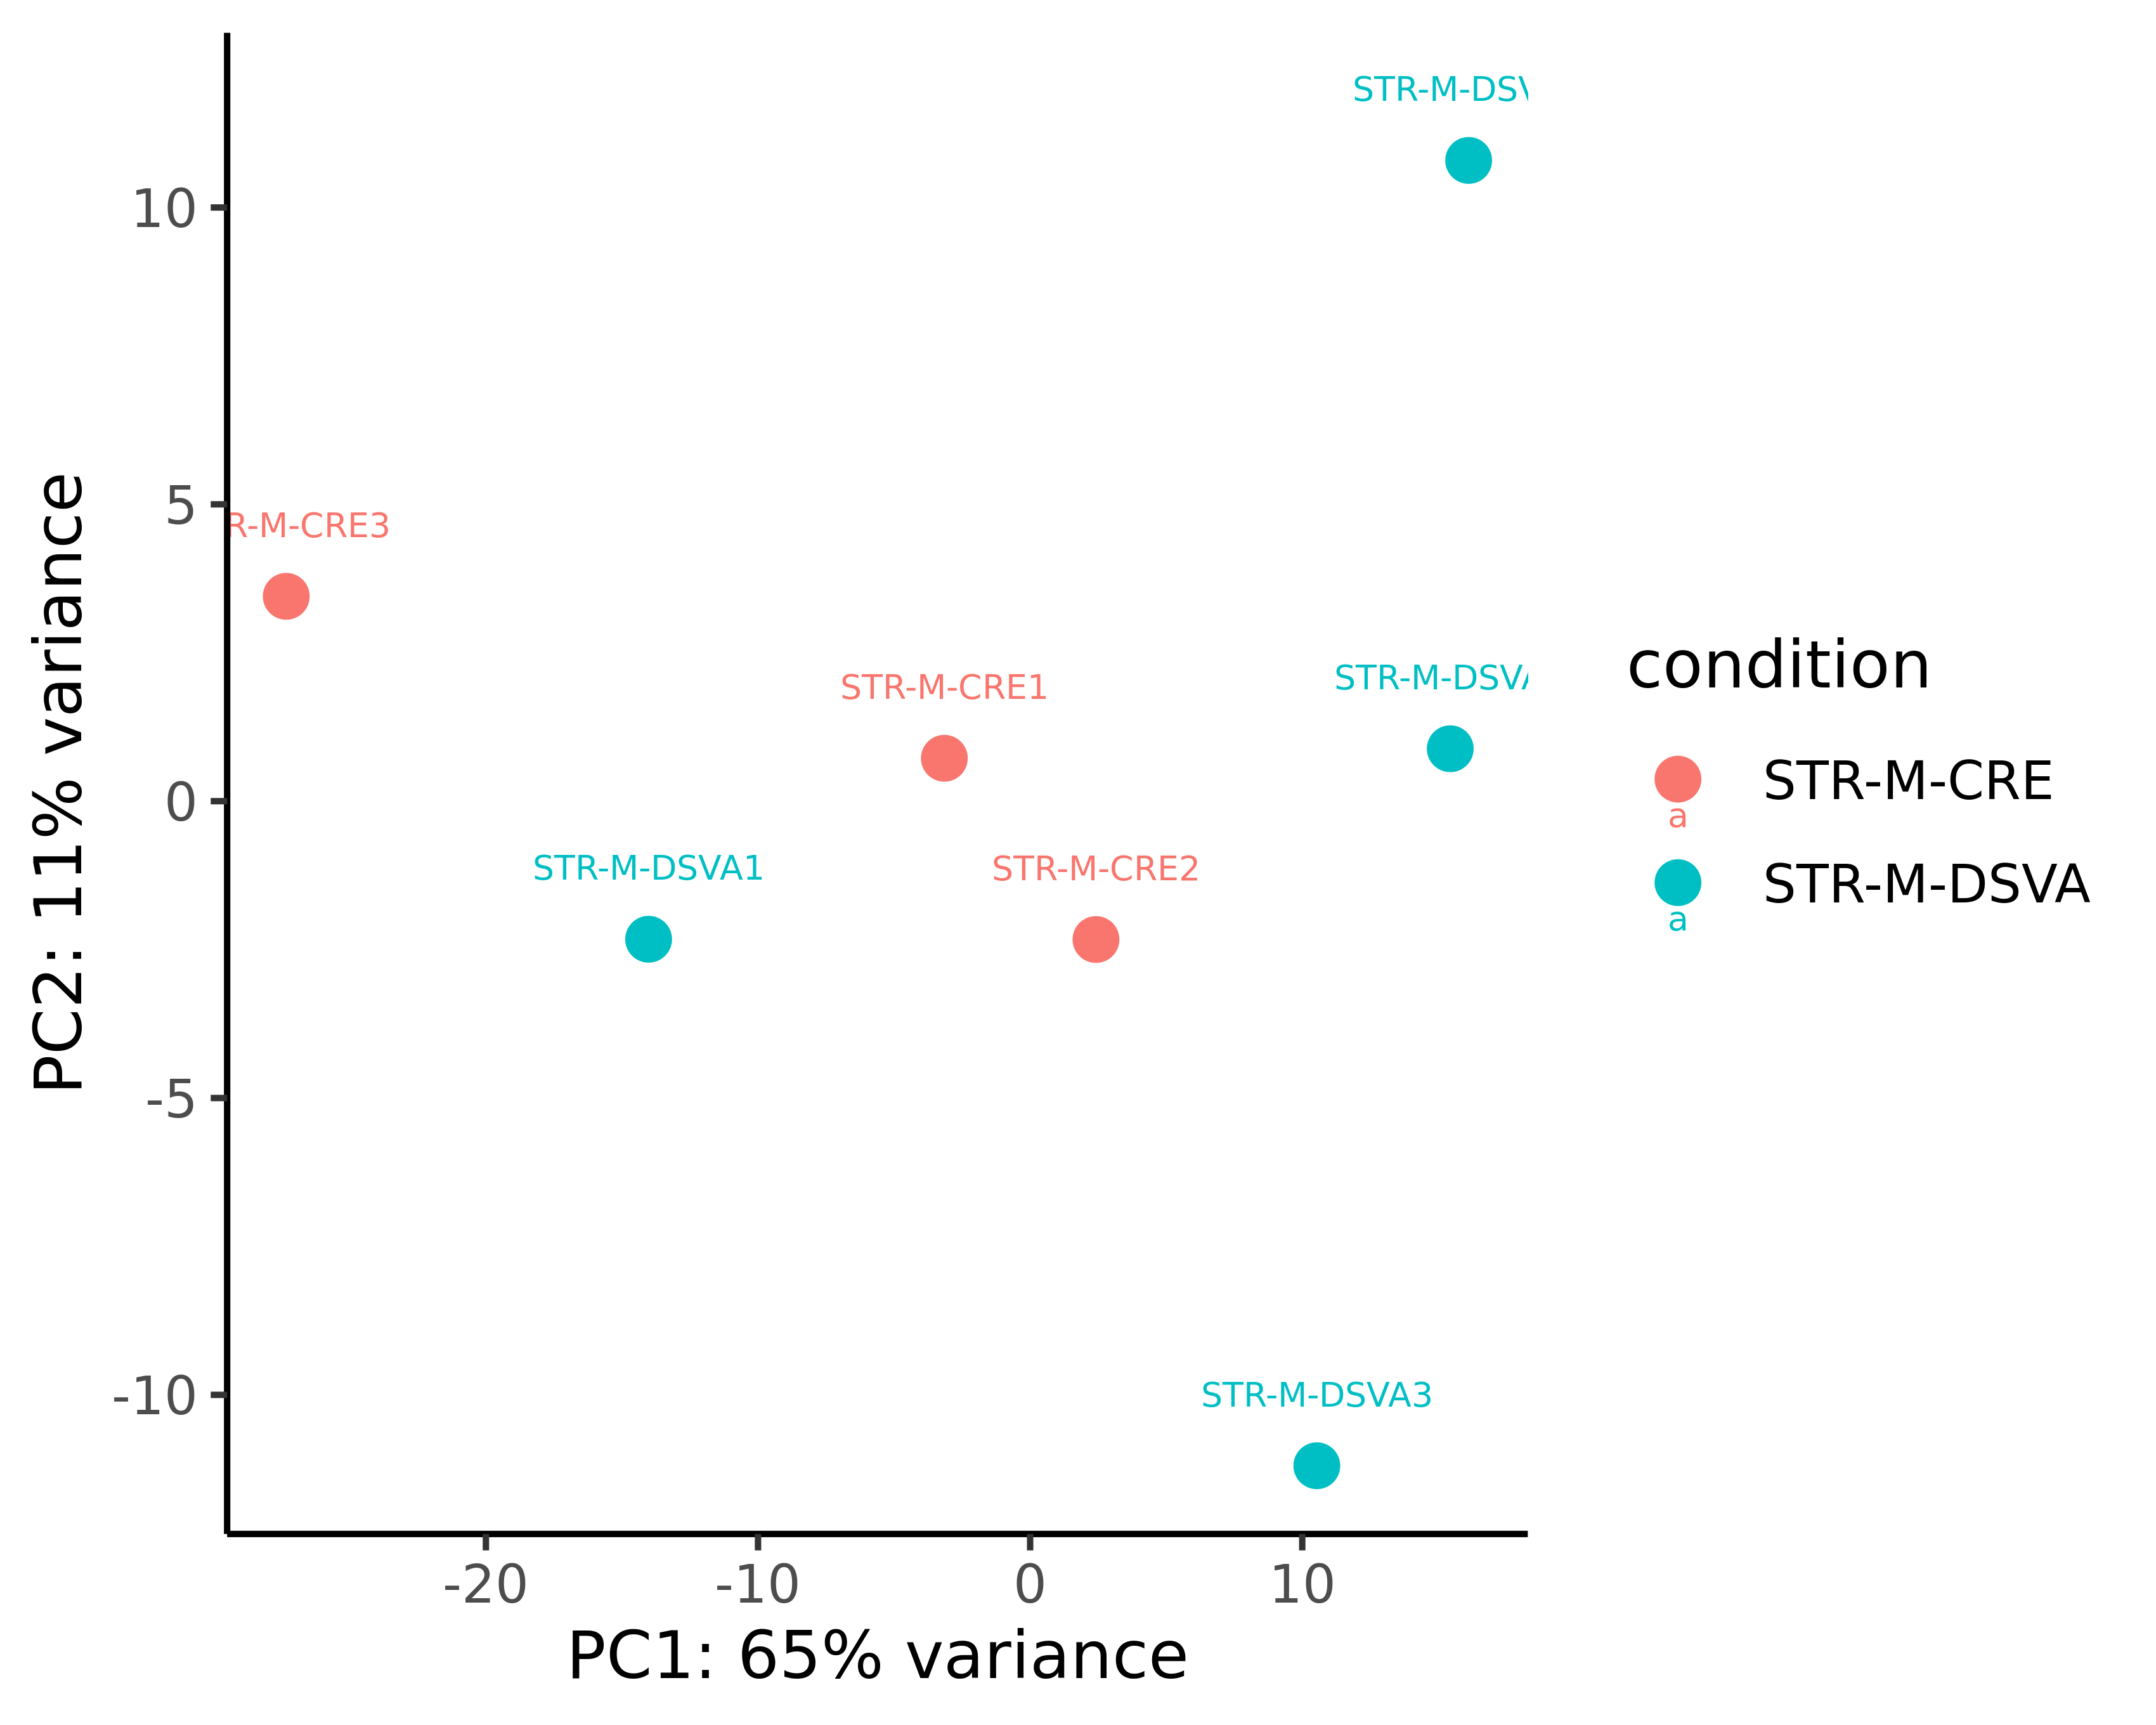 STR-M-DSV
10
5
R-M-CRE3
STR-M-CRE1
STR-M-DSVA
0
STR-M-DSVA1
STR-M-CRE2
-5
-10
STR-M-DSVA3
-20 -10 0 10
PC1: 65% variance
PC2: 11% variance
condition
a STR-M-CRE
a STR-M-DSVA